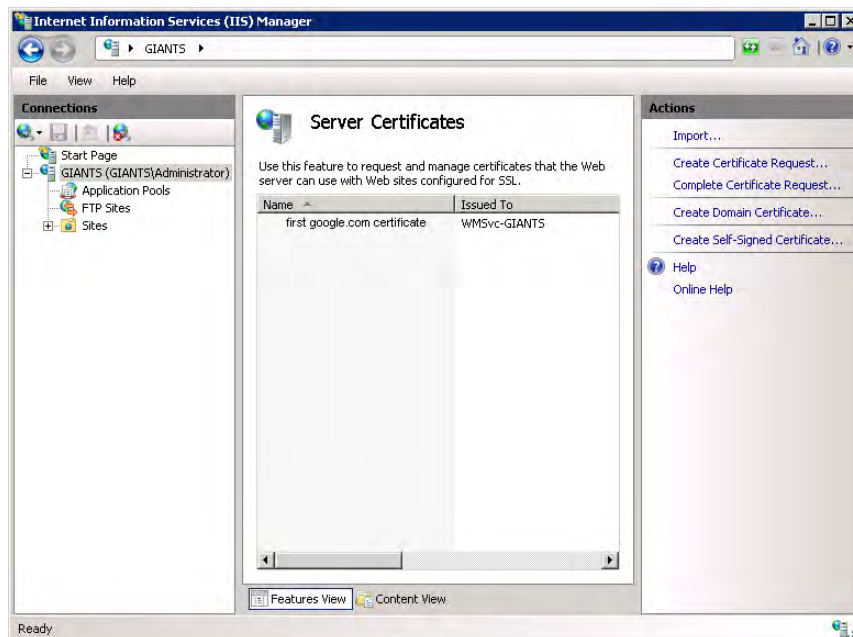 Internet Information Services (IIS) Manager
GIANTS
File View Help
Connections
Start Page
GIANTS (GIANTS\Administrator)
Application Pools
FTP Sites
Sites
Server Certificates
Use this feature to request and manage certificates that the Web
server can use with Web sites configured for SSL.
Name Issued To
first google.com certificate WMSvc-GIANTS
Features View Content View
Actions
Import...
Create Certificate Request...
Complete Certificate Request...
Create Domain Certificate...
Create Self-Signed Certificate...
Help
Online Help
Ready